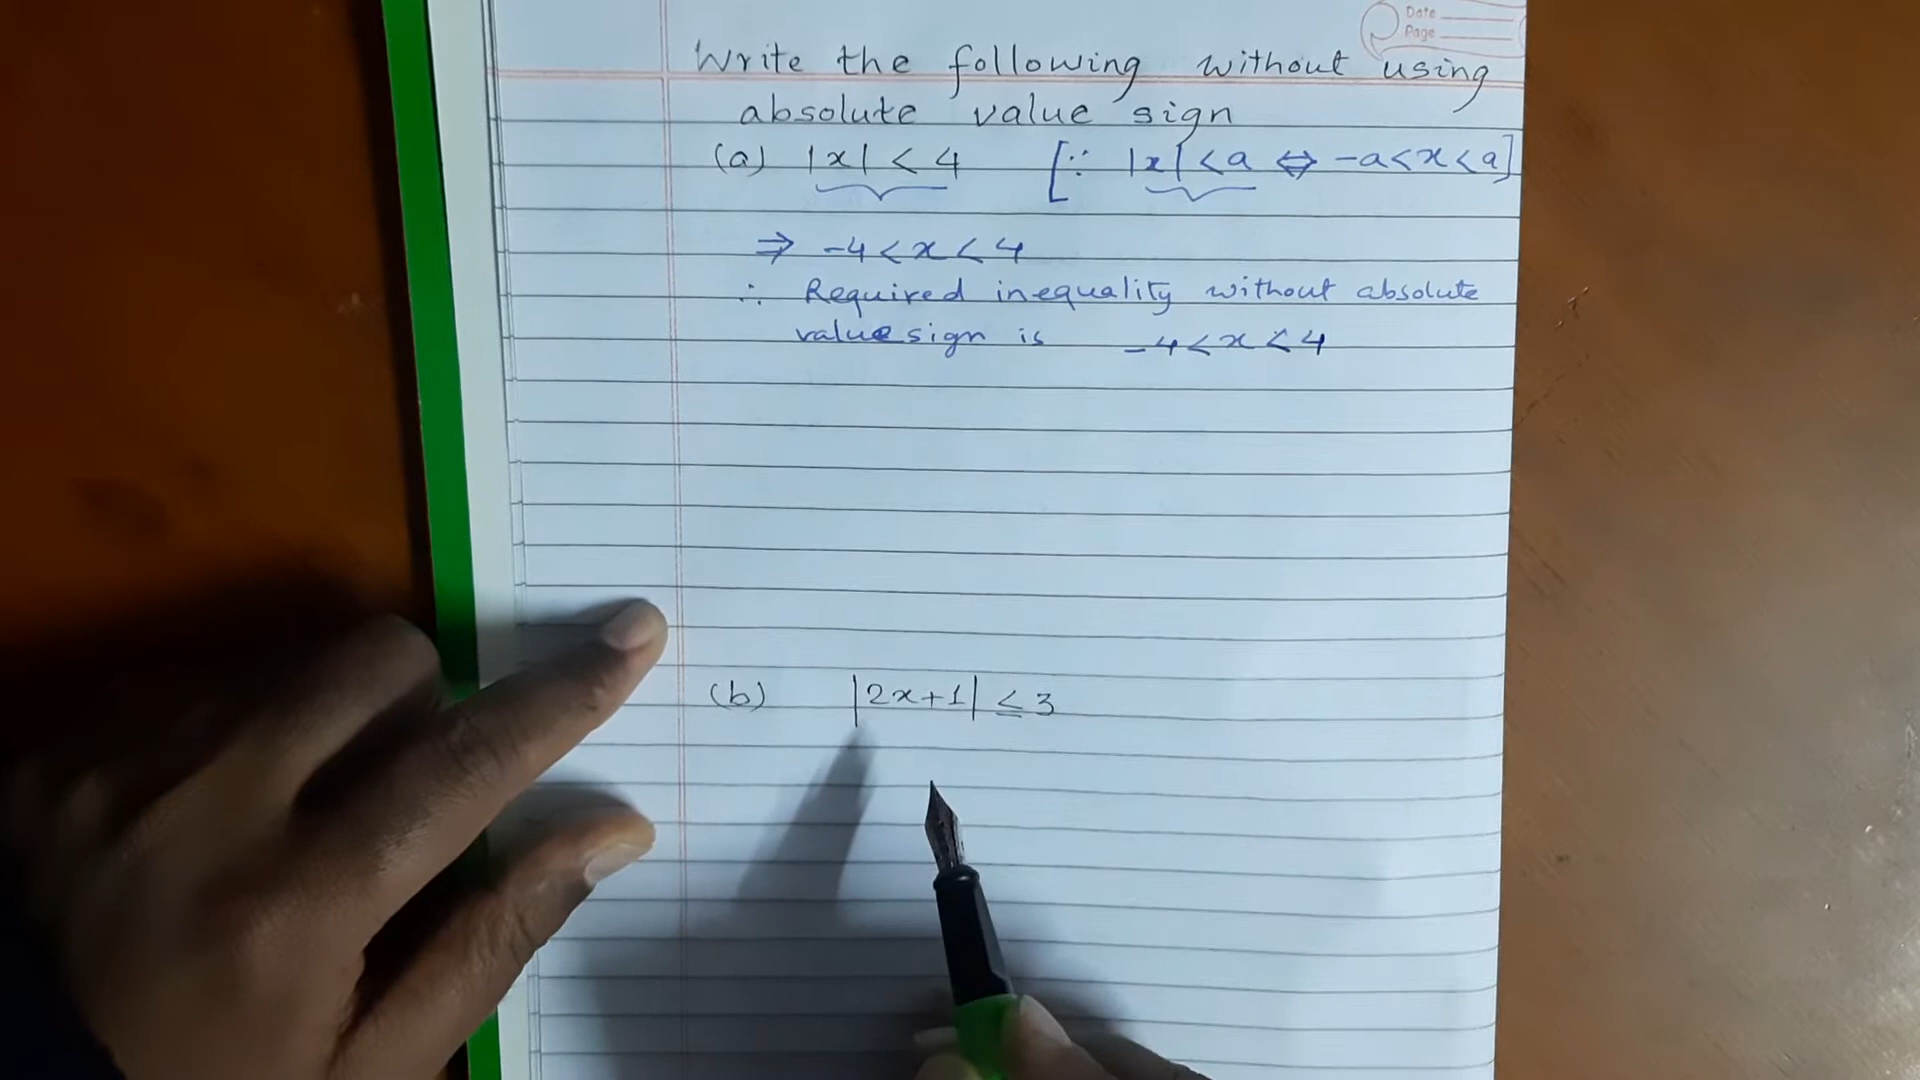 Date
Page
Write the following without using
absolute value sign
(a) |x| < 4 [∵ |x| < a ⇔ -a<x<a]
⇒ -4 < x < 4
∴ Required inequality without absolute
value sign is -4 < x < 4
(b) |2x+1| ≤ 3